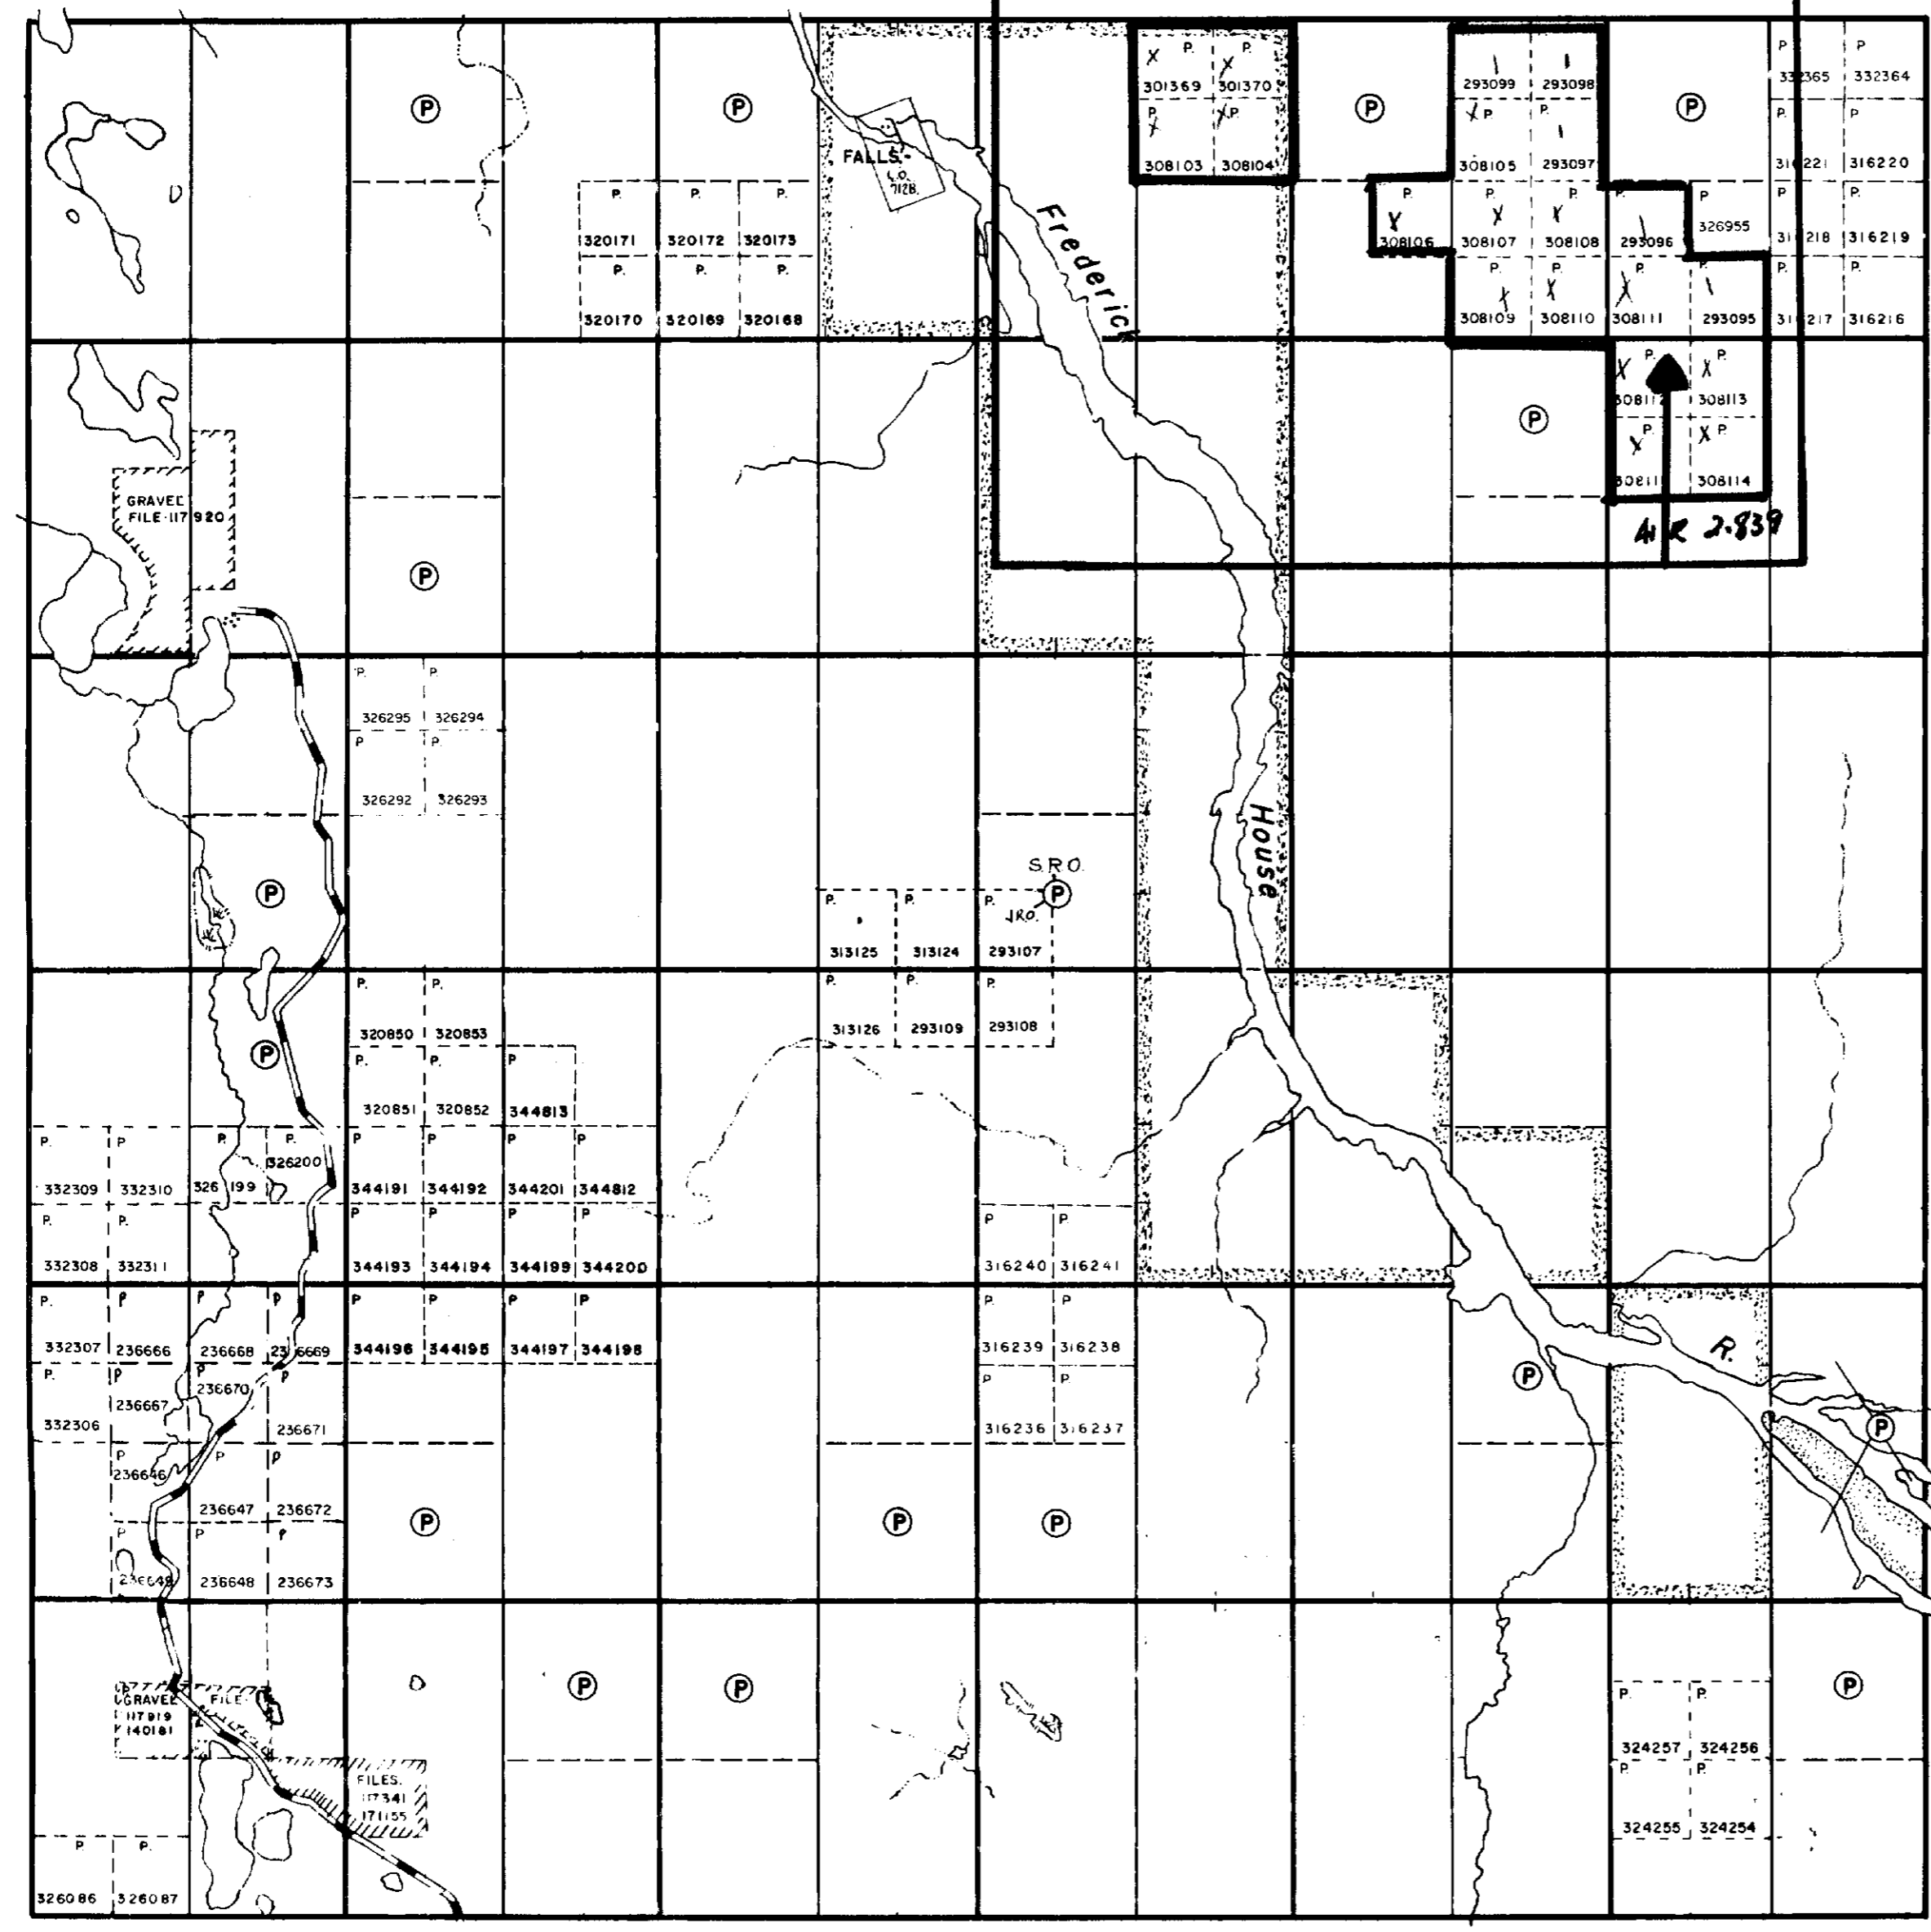 P. P. P P
301369 301370 293099 293098 332365 332364
P P P P
P. P. P. P. P. P
FALLS.
L.O.
7128.
308103 308104 308105 293097 316221 316220
P. P. P. P. P. P. P P. P.
320171 320172 320173 308106 308107 308108 293096 326955 316218 316219
Frederick
P. P. P. P. P. P. P. P. P.
320170 320169 320168 308109 308110 308111 293095 316217 316216
P. P.
308112 308113
P
P. P.
308114
GRAVEL
FILE·117920
AIR 2.839
P
P. P.
326295 326294
P P.
326292 326293
House
S.R.O.
P P
P. P. P.
J.R.O.
313125 313124 293107
P. P. P. P. P.
320850 320853 313126 293109 293108
P
P. P. P
320851 320852 344813
P. P P. P. P P P P
326200
332309 332310 326199 344191 344192 344201 344812
P. P. P P P P P P.
332308 332311 344193 344194 344199 344200 316240 316241
P. P P P P P P P P. P
332307 236666 236668 236669 344196 344195 344197 344198 316239 316238
R.
P
P. P P P P P.
236670
236667
332306 236671 316236 316237
P
P P P
236646
236647 236672
P P P
P P P
236649 236648 236673
P P P
GRAVEL FILE
117919
140181
P. P.
324257 324256
FILES.
117341
171155
P. P.
324255 324254
P. P.
326086 326087